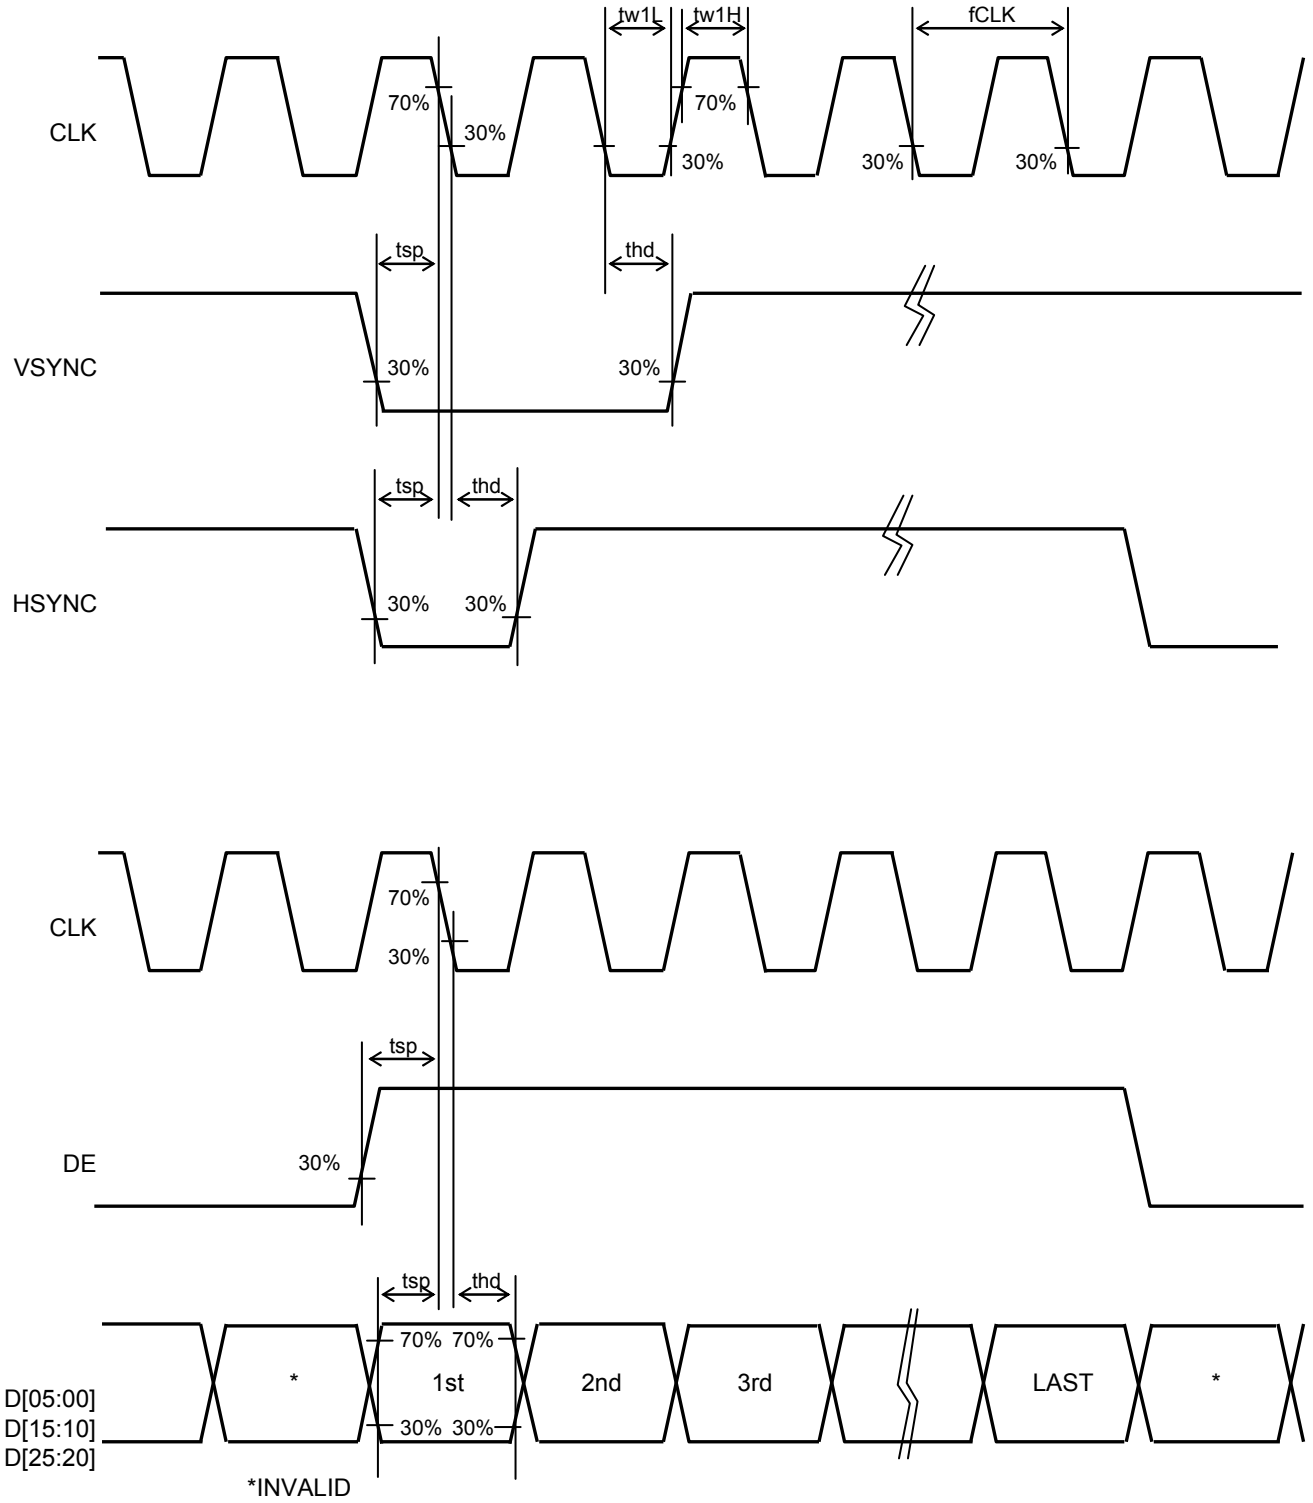 tw1L tw1H fCLK
CLK 70% 30% 70% 30% 30% 30%
tsp thd
VSYNC 30% 30%
tsp thd
HSYNC 30% 30%
CLK 70% 30%
tsp
DE 30%
tsp thd
70% 70%
* 1st 2nd 3rd LAST *
D[05:00]
D[15:10] 30% 30%
D[25:20]
*INVALID